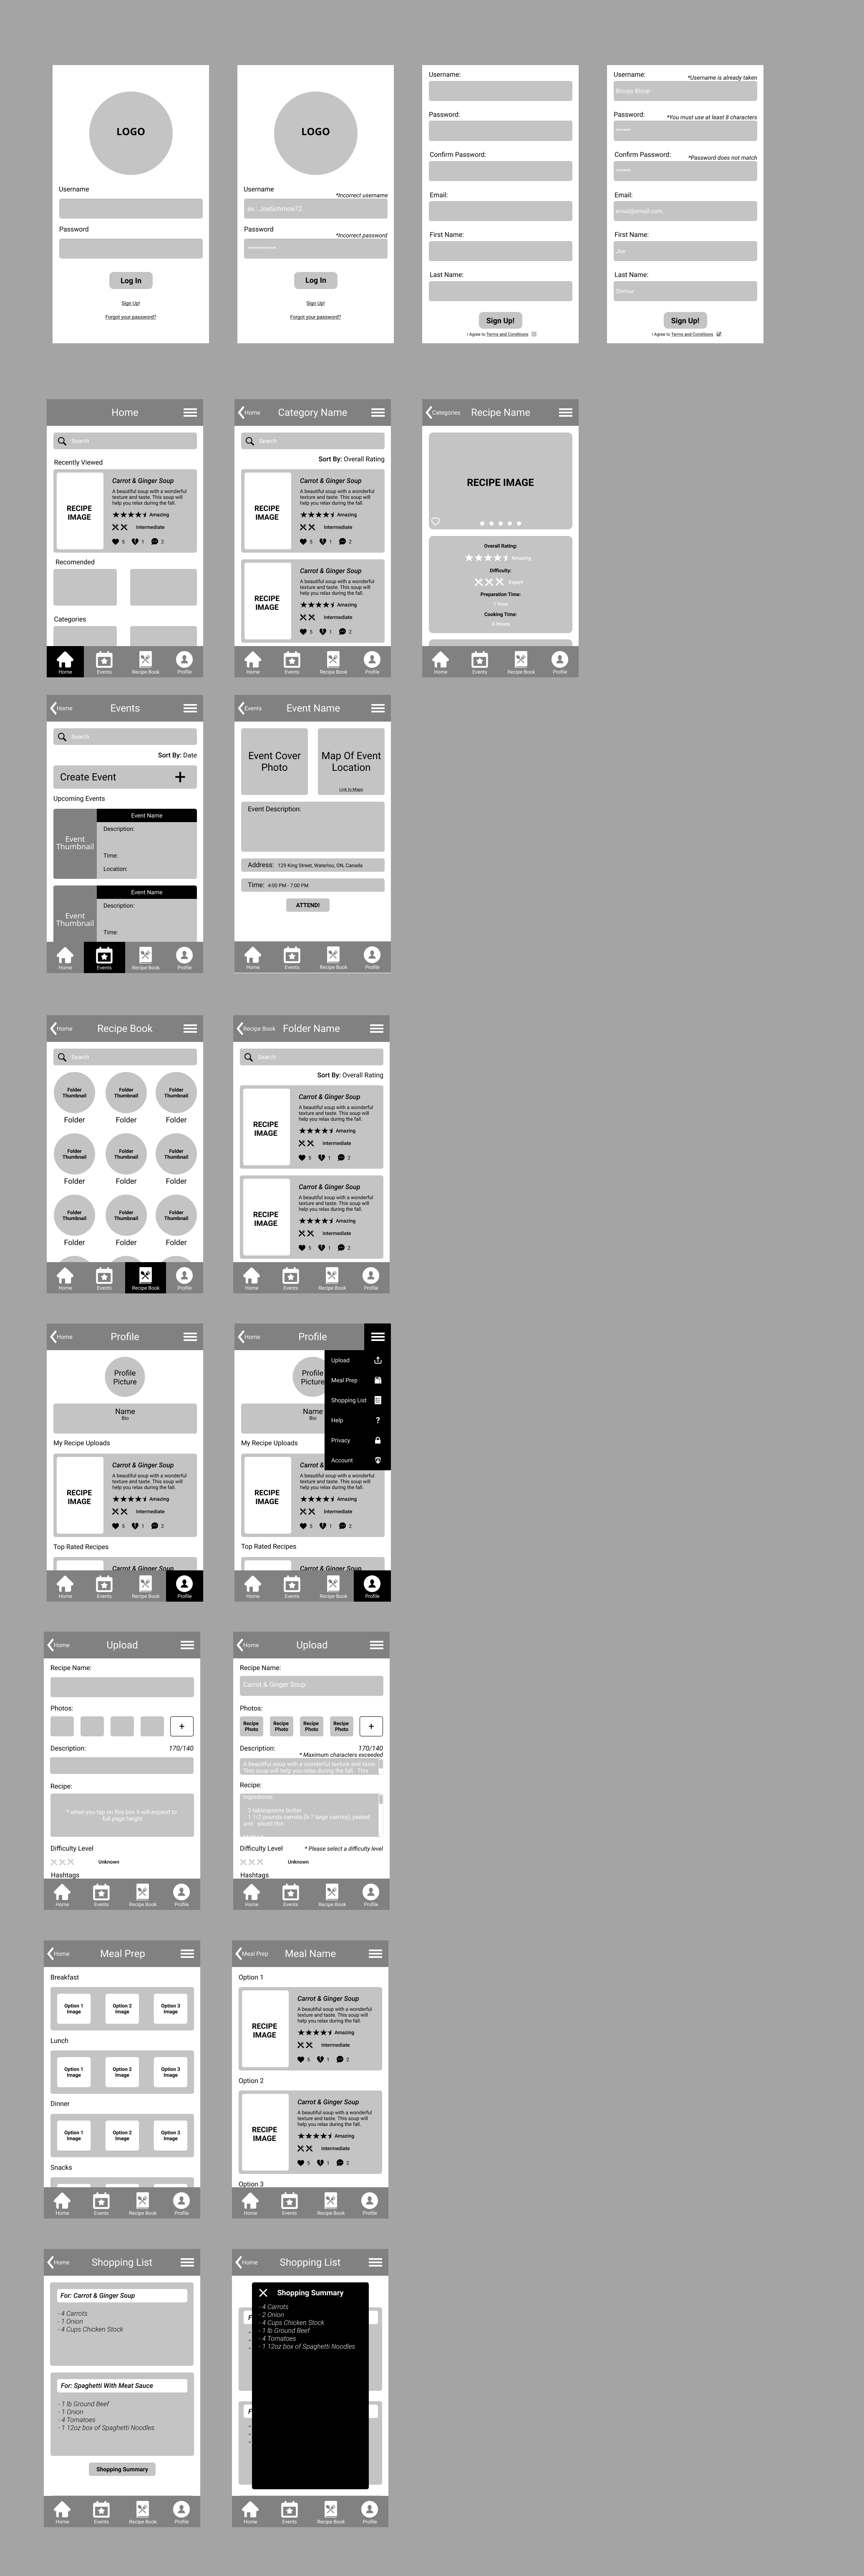 LOGO
Username
Password
Log In
Sign Up!
Forgot your password?
LOGO
Username
*Incorrect username
ex.: JoeSchmoe72
Password
*Incorrect password
**********
Log In
Sign Up!
Forgot your password?
Username:
Password:
Confirm Password:
Email:
First Name:
Last Name:
Sign Up!
I Agree to Terms and Conditions
Username:
*Username is already taken
Bloopy Bloop
Password:
*You must use at least 8 characters
******
Confirm Password:
*Password does not match
******
Email:
email@email.com
First Name:
Joe
Last Name:
Shmoe
Sign Up!
I Agree to Terms and Conditions
Home
Search
Recently Viewed
RECIPE
IMAGE
Carrot & Ginger Soup
A beautiful soup with a wonderful
texture and taste. This soup will
help you relax during the fall.
Amazing
Intermediate
5 1 2
Recomended
Categories
Home Events Recipe Book Profile
Home
Category Name
Search
Sort By: Overall Rating
RECIPE
IMAGE
Carrot & Ginger Soup
A beautiful soup with a wonderful
texture and taste. This soup will
help you relax during the fall.
Amazing
Intermediate
5 1 2
RECIPE
IMAGE
Carrot & Ginger Soup
A beautiful soup with a wonderful
texture and taste. This soup will
help you relax during the fall.
Amazing
Intermediate
5 1 2
Home Events Recipe Book Profile
Categories
Recipe Name
RECIPE IMAGE
Overall Rating:
Amazing
Difficulty:
Expert
Preparation Time:
1 Hour
Cooking Time:
6 Hours
Home Events Recipe Book Profile
Home
Events
Search
Sort By: Date
Create Event +
Upcoming Events
Event
Thumbnail
Event Name
Description:
Time:
Location:
Event
Thumbnail
Event Name
Description:
Time:
Home Events Recipe Book Profile
Events
Event Name
Event Cover
Photo
Map Of Event
Location
Link to Maps
Event Description:
Address: 129 King Street, Waterloo, ON, Canada
Time: 4:00 PM - 7:00 PM
ATTEND!
Home Events Recipe Book Profile
Home
Recipe Book
Search
Folder
Thumbnail
Folder
Thumbnail
Folder
Thumbnail
Folder Folder Folder
Folder
Thumbnail
Folder
Thumbnail
Folder
Thumbnail
Folder Folder Folder
Folder
Thumbnail
Folder
Thumbnail
Folder
Thumbnail
Folder Folder Folder
Home Events Recipe Book Profile
Recipe Book
Folder Name
Search
Sort By: Overall Rating
RECIPE
IMAGE
Carrot & Ginger Soup
A beautiful soup with a wonderful
texture and taste. This soup will
help you relax during the fall.
Amazing
Intermediate
5 1 2
RECIPE
IMAGE
Carrot & Ginger Soup
A beautiful soup with a wonderful
texture and taste. This soup will
help you relax during the fall.
Amazing
Intermediate
5 1 2
Home Events Recipe Book Profile
Home
Profile
Profile
Picture
Name
Bio
My Recipe Uploads
RECIPE
IMAGE
Carrot & Ginger Soup
A beautiful soup with a wonderful
texture and taste. This soup will
help you relax during the fall.
Amazing
Intermediate
5 1 2
Top Rated Recipes
Carrot & Ginger Soup
Home Events Recipe Book Profile
Home
Profile
Upload
Meal Prep
Shopping List
Help
?
Privacy
Account
Profile
Picture
Name
Bio
My Recipe Uploads
RECIPE
IMAGE
Carrot &
A beautiful soup with a wonderful
texture and taste. This soup will
help you relax during the fall.
Amazing
Intermediate
5 1 2
Top Rated Recipes
Carrot & Ginger Soup
Home Events Recipe Book Profile
Home
Upload
Recipe Name:
Photos:
+
Description:
170/140
Recipe:
* when you tap on this box it will expand to
full page height
Difficulty Level
Unknown
Hashtags
Home Events Recipe Book Profile
Home
Upload
Recipe Name:
Carrot & Ginger Soup
Photos:
Recipe
Photo
Recipe
Photo
Recipe
Photo
Recipe
Photo
+
Description:
170/140
* Maximum characters exceeded
A beautiful soup with a wonderful texture and taste
This soup will help you relax during the fall. This
Recipe:
Ingredients:
- 3 tablespoons butter
- 1 1/2 pounds carrots (6-7 large carrots), peeled
and sliced thin
Difficulty Level
* Please select a difficulty level
Unknown
Hashtags
Home Events Recipe Book Profile
Home
Meal Prep
Breakfast
Option 1
Image
Option 2
Image
Option 3
Image
Lunch
Option 1
Image
Option 2
Image
Option 3
Image
Dinner
Option 1
Image
Option 2
Image
Option 3
Image
Snacks
Home Events Recipe Book Profile
Meal Prep
Meal Name
Option 1
RECIPE
IMAGE
Carrot & Ginger Soup
A beautiful soup with a wonderful
texture and taste. This soup will
help you relax during the fall.
Amazing
Intermediate
5 1 2
Option 2
RECIPE
IMAGE
Carrot & Ginger Soup
A beautiful soup with a wonderful
texture and taste. This soup will
help you relax during the fall.
Amazing
Intermediate
5 1 2
Option 3
Home Events Recipe Book Profile
Home
Shopping List
For: Carrot & Ginger Soup
- 4 Carrots
- 1 Onion
- 4 Cups Chicken Stock
For: Spaghetti With Meat Sauce
- 1 lb Ground Beef
- 1 Onion
- 4 Tomatoes
- 1 12oz box of Spaghetti Noodles
Shopping Summary
Home Events Recipe Book Profile
Home
Shopping List
Shopping Summary
- 4 Carrots
- 2 Onion
- 4 Cups Chicken Stock
- 1 lb Ground Beef
- 4 Tomatoes
- 1 12oz box of Spaghetti Noodles
Home Events Recipe Book Profile